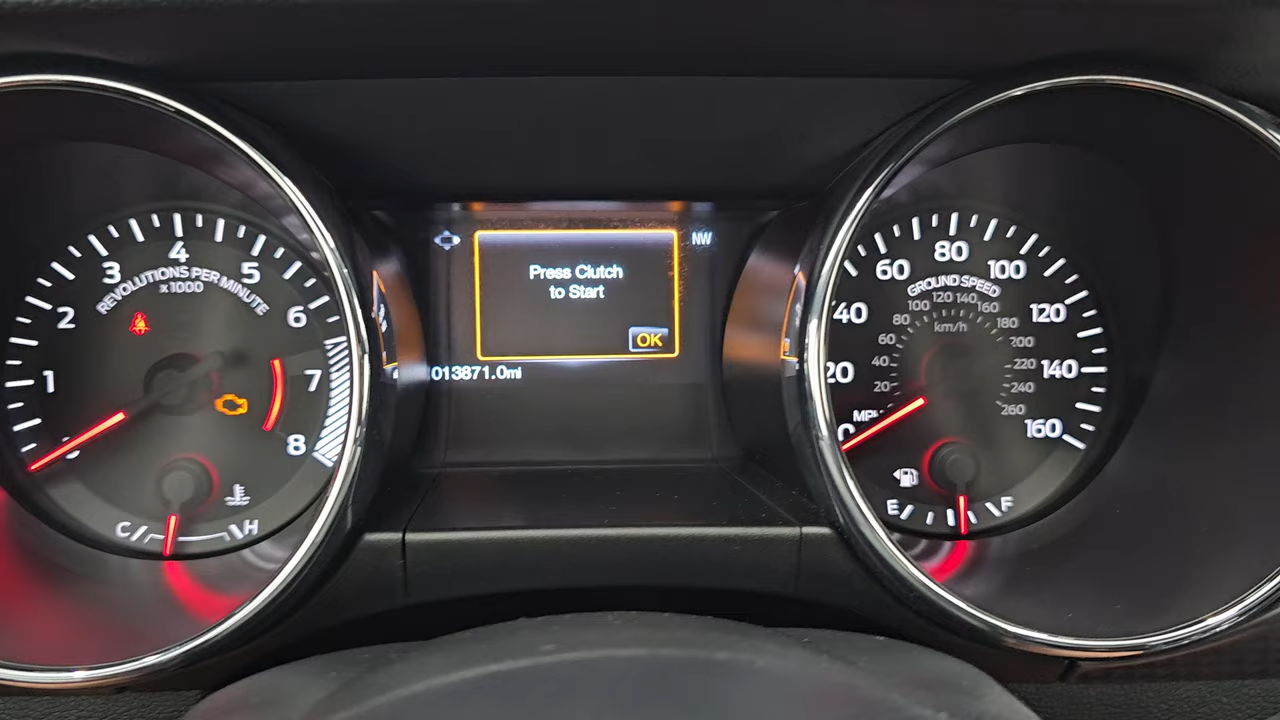 1
2
3
4
5
6
7
8
REVOLUTIONS PER MINUTE
x1000
C
H
NW
Press Clutch
to Start
OK
013871.0mi
0
20
40
60
80
100
120
140
160
GROUND SPEED
MPH
20
40
60
80
100
120
140
160
180
200
220
240
260
km/h
E
F